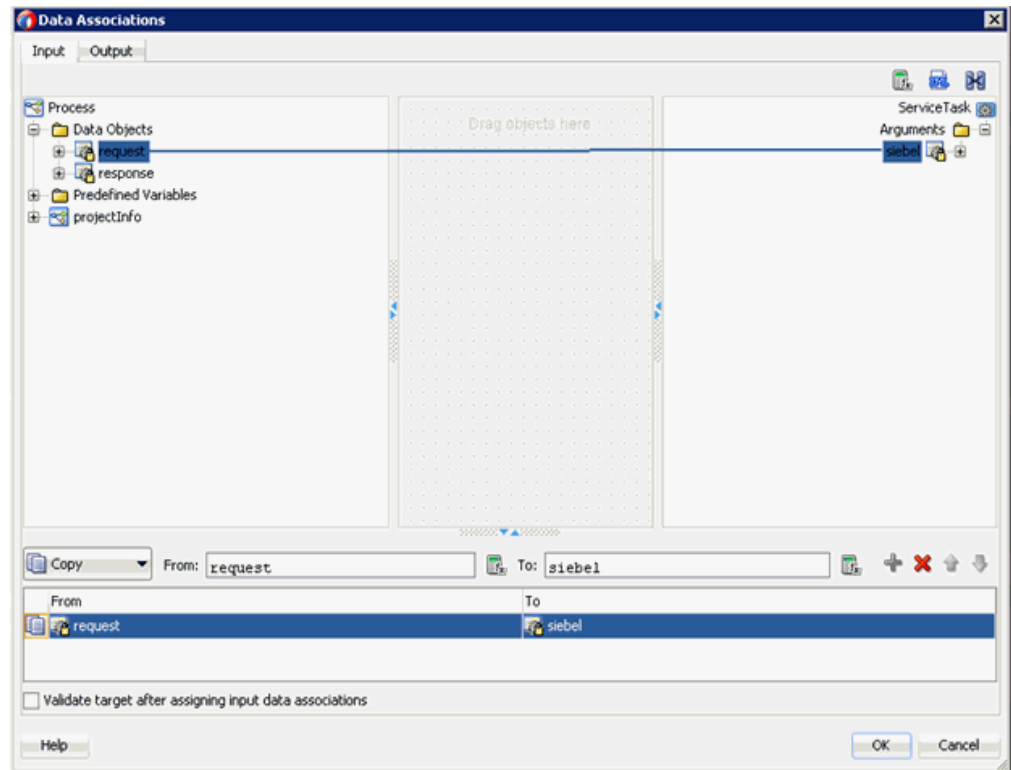 Data Associations
Input Output
Process
Data Objects
request
response
Predefined Variables
projectInfo
Drag objects here
ServiceTask
Arguments
siebel
Copy From: request To: siebel
From To
request siebel
Validate target after assigning input data associations
Help OK Cancel